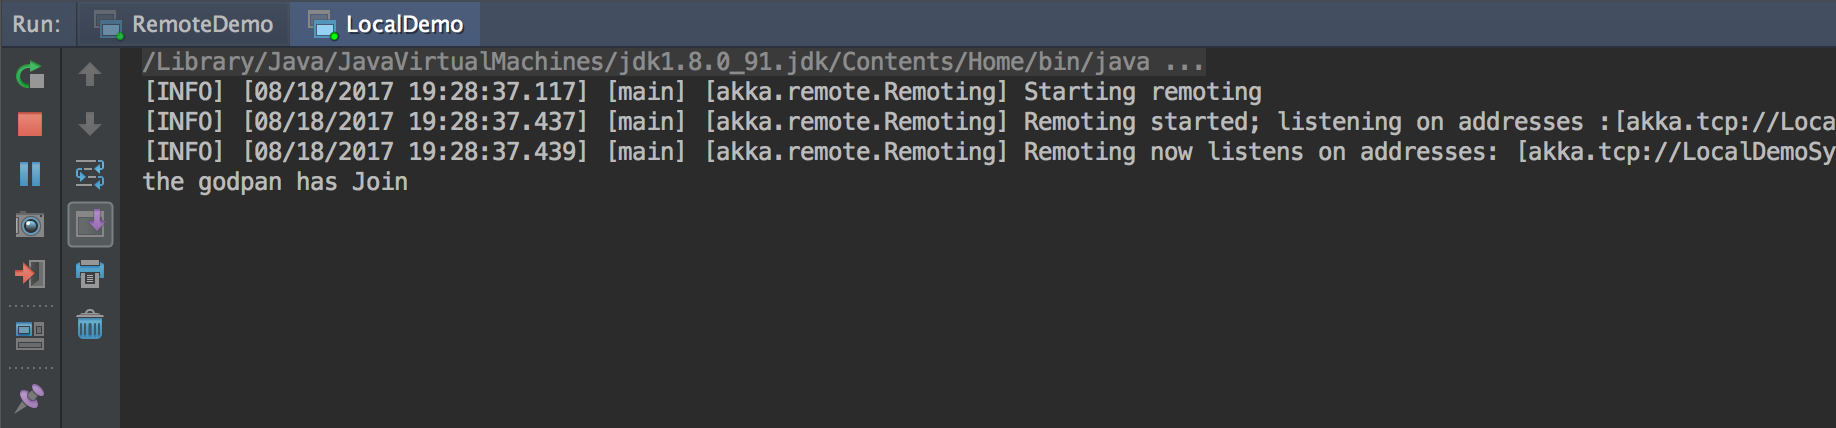 Run: RemoteDemo LocalDemo
/Library/Java/JavaVirtualMachines/jdk1.8.0_91.jdk/Contents/Home/bin/java ...
[INFO] [08/18/2017 19:28:37.117] [main] [akka.remote.Remoting] Starting remoting
[INFO] [08/18/2017 19:28:37.437] [main] [akka.remote.Remoting] Remoting started; listening on addresses :[akka.tcp://Loca
[INFO] [08/18/2017 19:28:37.439] [main] [akka.remote.Remoting] Remoting now listens on addresses: [akka.tcp://LocalDemoSy
the godpan has Join